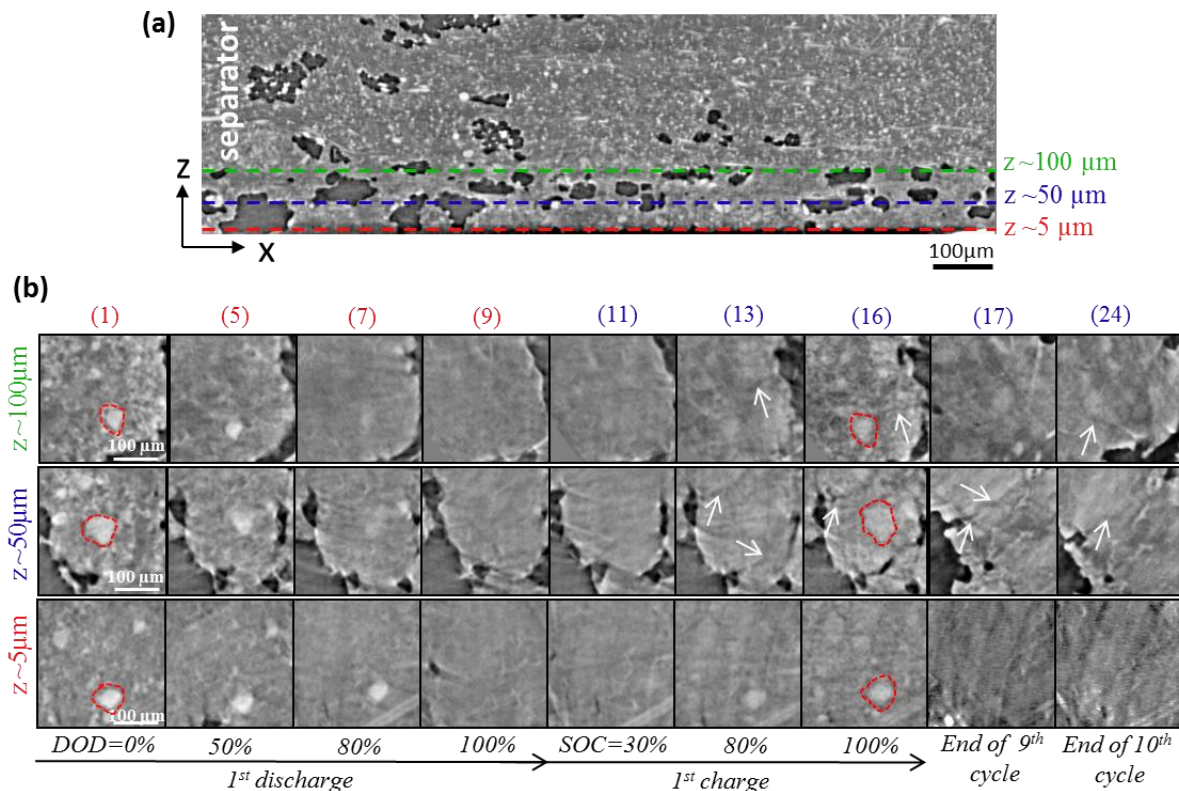 (a)
separator
Z
X
z ~100 µm
z ~50 µm
z ~5 µm
100µm
(b)
(1) (5) (7) (9) (11) (13) (16) (17) (24)
z~100µm
100 µm
z~50µm
100 µm
z~5µm
100 µm
DOD=0% 50% 80% 100% SOC=30% 80% 100% End of 9th End of 10th
1st discharge 1st charge cycle cycle